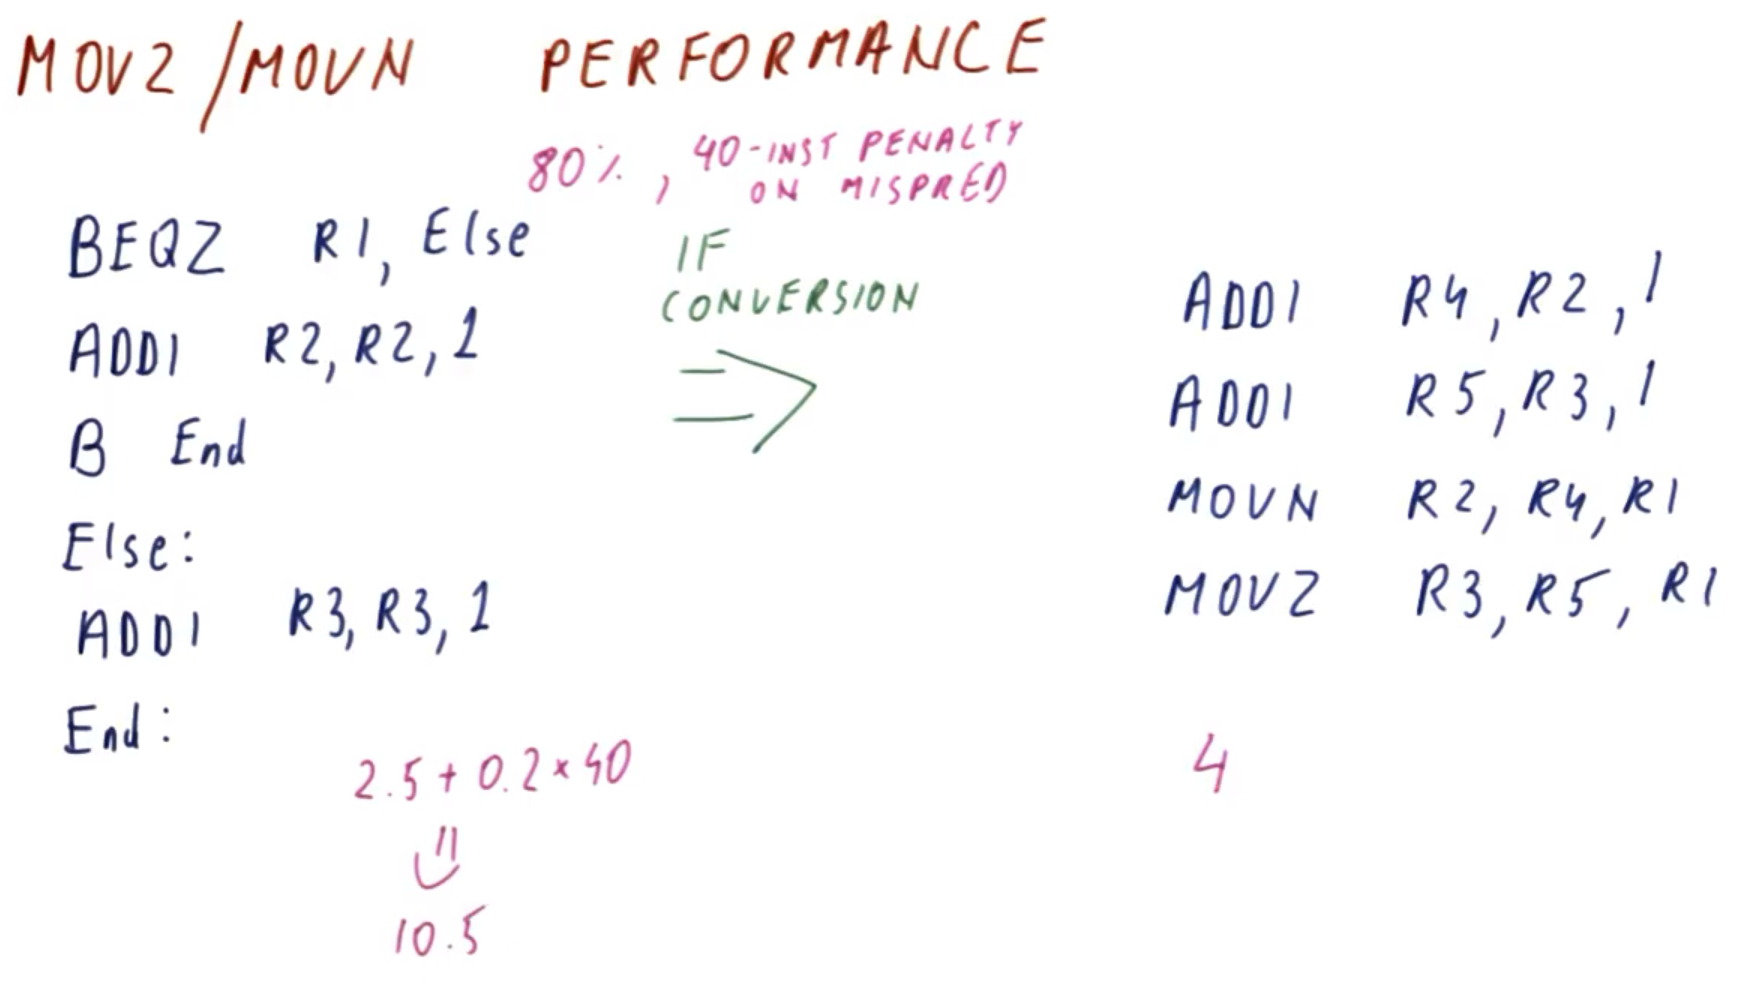 MOVZ/MOVN PERFORMANCE
80%, 40-INST PENALTY
ON MISPRED
BEQZ R1, Else
ADDI R2, R2, 1
B End
Else:
ADDI R3, R3, 1
End:
2.5 + 0.2 × 40
=
10.5
IF
CONVERSION
⇒
ADDI R4, R2, 1
ADDI R5, R3, 1
MOVN R2, R4, R1
MOVZ R3, R5, R1
4